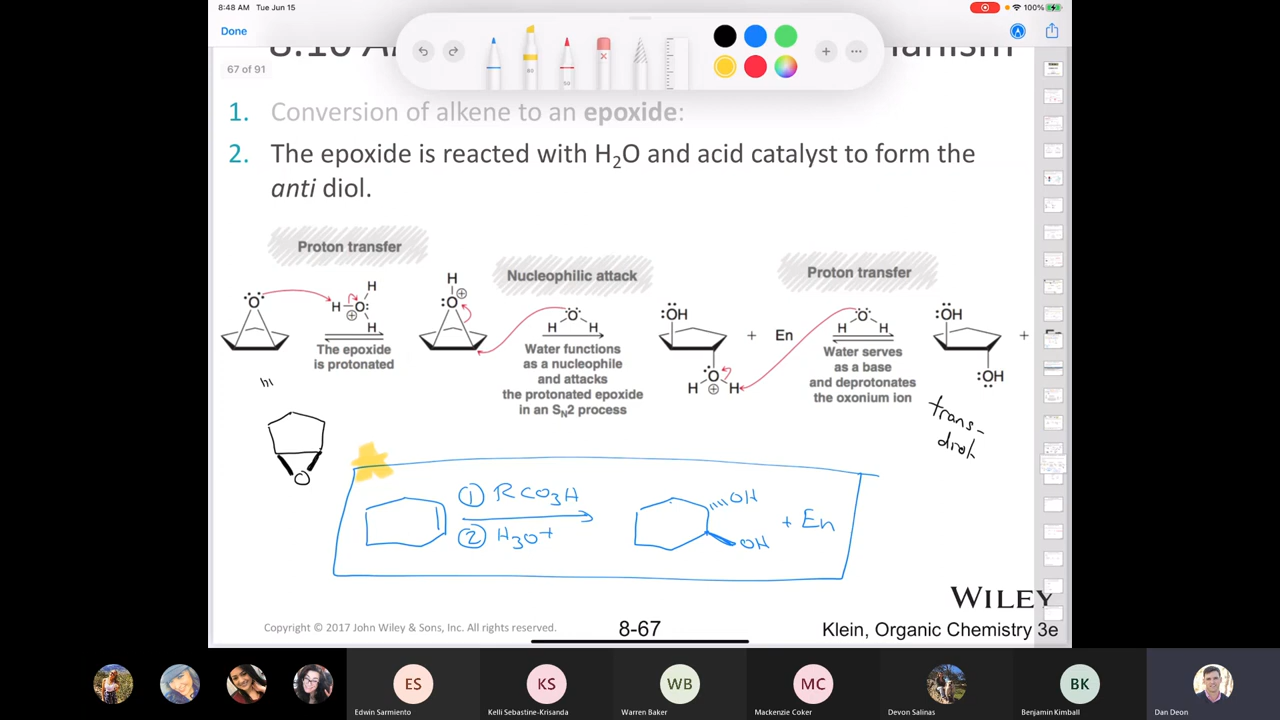 8:48 AM Tue Jun 15
100%
Done
67 of 91
1. Conversion of alkene to an epoxide:
2. The epoxide is reacted with H₂O and acid catalyst to form the
anti diol.
Proton transfer
Nucleophilic attack
Proton transfer
The epoxide
is protonated
Water functions
as a nucleophile
and attacks
the protonated epoxide
in an SN2 process
+ En
Water serves
as a base
and deprotonates
the oxonium ion
:ÖH
:ÖH
+ En
trans-
diol
① RCO3H
② H3O+
OH
OH
+ En
WILEY
Copyright © 2017 John Wiley & Sons, Inc. All rights reserved.
8-67
Klein, Organic Chemistry 3e
ES
KS
WB
MC
BK
Edwin Sarmiento
Kelli Sebastine-Krisanda
Warren Baker
Mackenzie Coker
Devon Salinas
Benjamin Kimball
Dan Deon